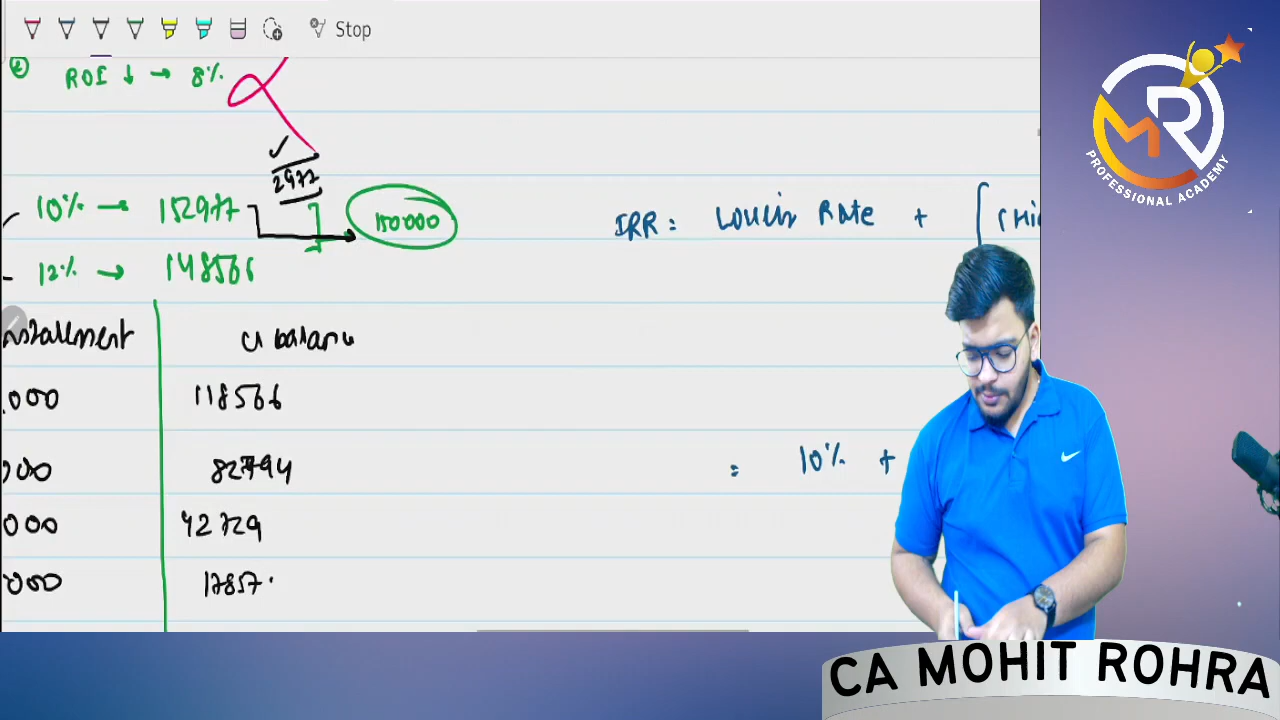 Stop
ROI ↓ → 8%
2977
10% → 152977
150000
IRR = Lower Rate + [
12% → 148566
nstallment
Cl balance
000 118566
000 82794
000 42729
000 17857
= 10% +
MR
PROFESSIONAL ACADEMY
CA MOHIT ROHRA